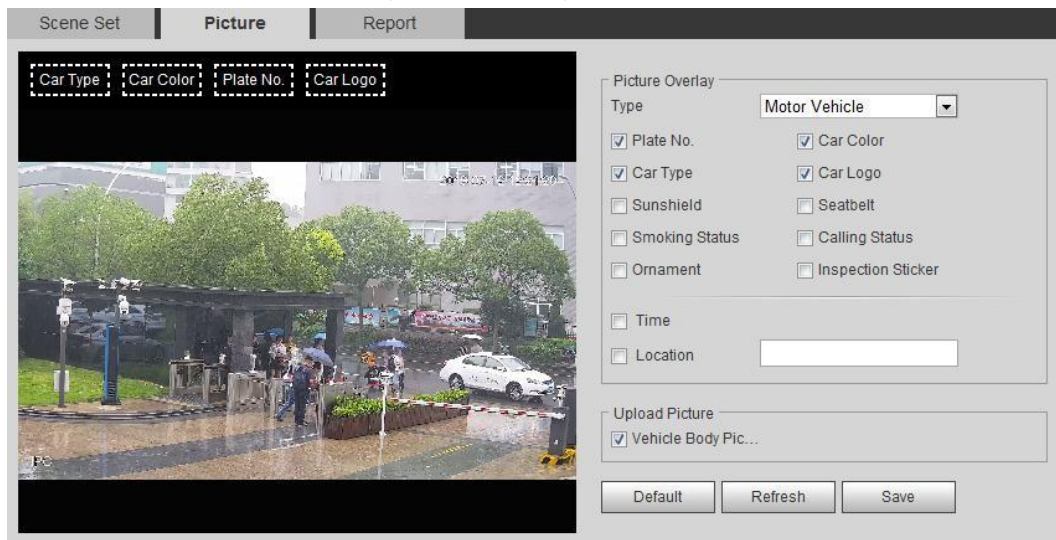 Scene Set Picture Report
Car Type Car Color Plate No. Car Logo
IPC
Picture Overlay
Type Motor Vehicle
Plate No. Car Color
Car Type Car Logo
Sunshield Seatbelt
Smoking Status Calling Status
Ornament Inspection Sticker
Time
Location
Upload Picture
Vehicle Body Pic...
Default Refresh Save